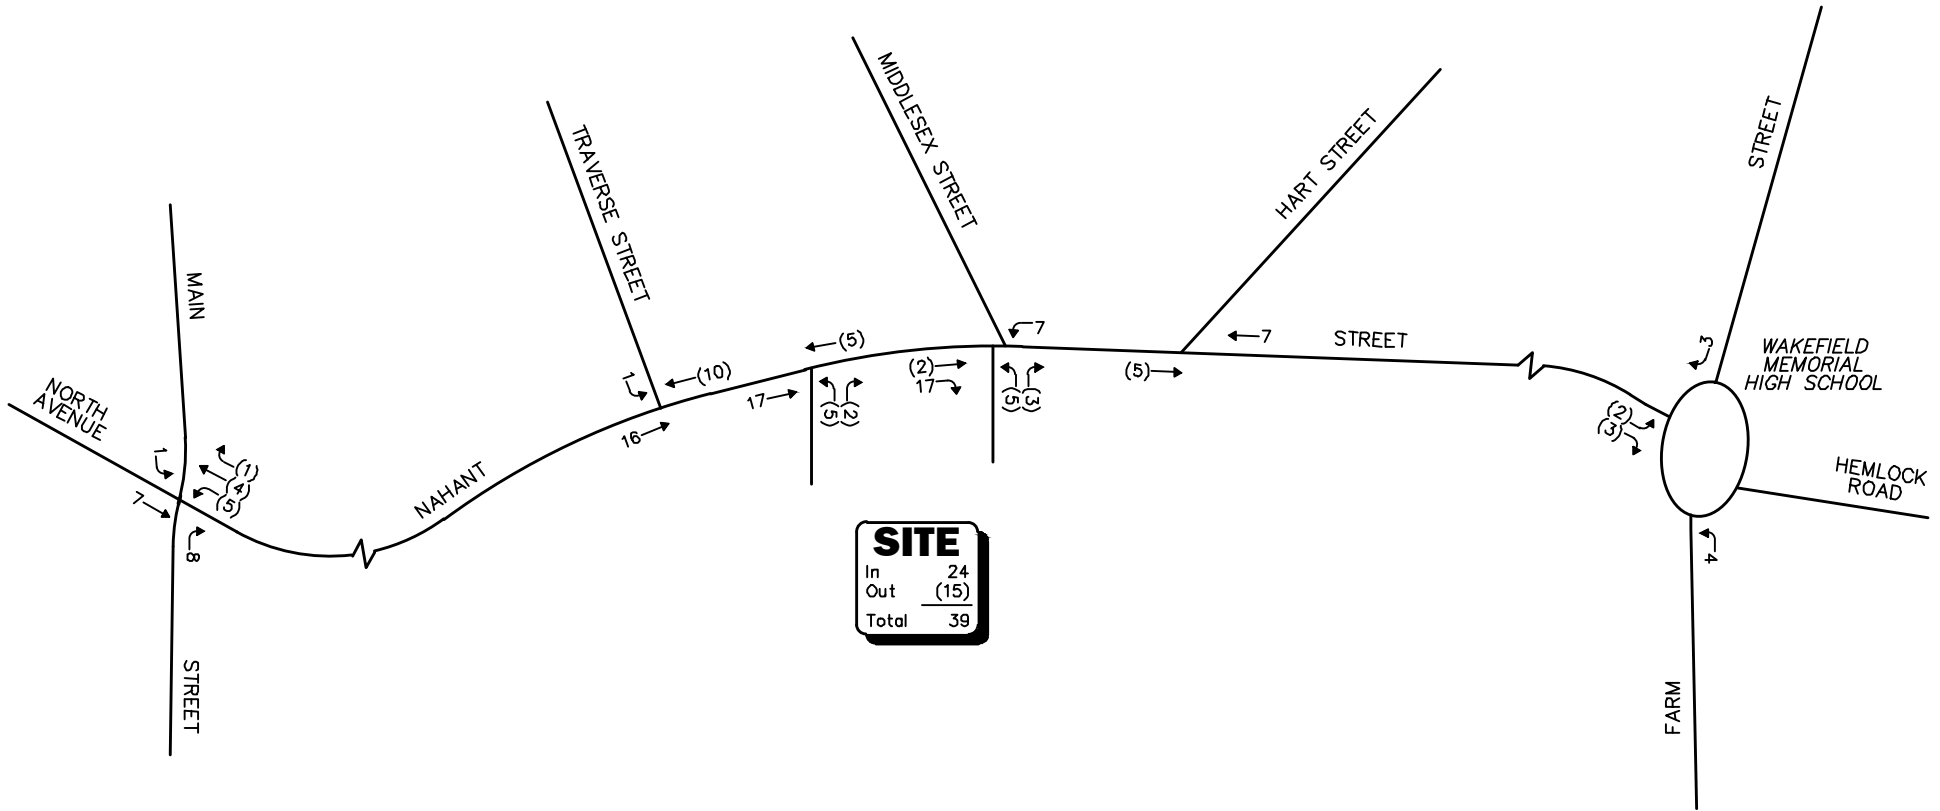 MAIN
STREET
NORTH
AVENUE
1
7
(1)
(4)
(5)
8
NAHANT
STREET
TRAVERSE STREET
1
(10)
16
17
(5)
(5)
(2)
MIDDLESEX STREET
(2)
17
7
(5)
(3)
HART STREET
7
(5)
STREET
FARM
3
WAKEFIELD
MEMORIAL
HIGH SCHOOL
(2)
(3)
HEMLOCK
ROAD
4
SITE
In 24
Out (15)
Total 39